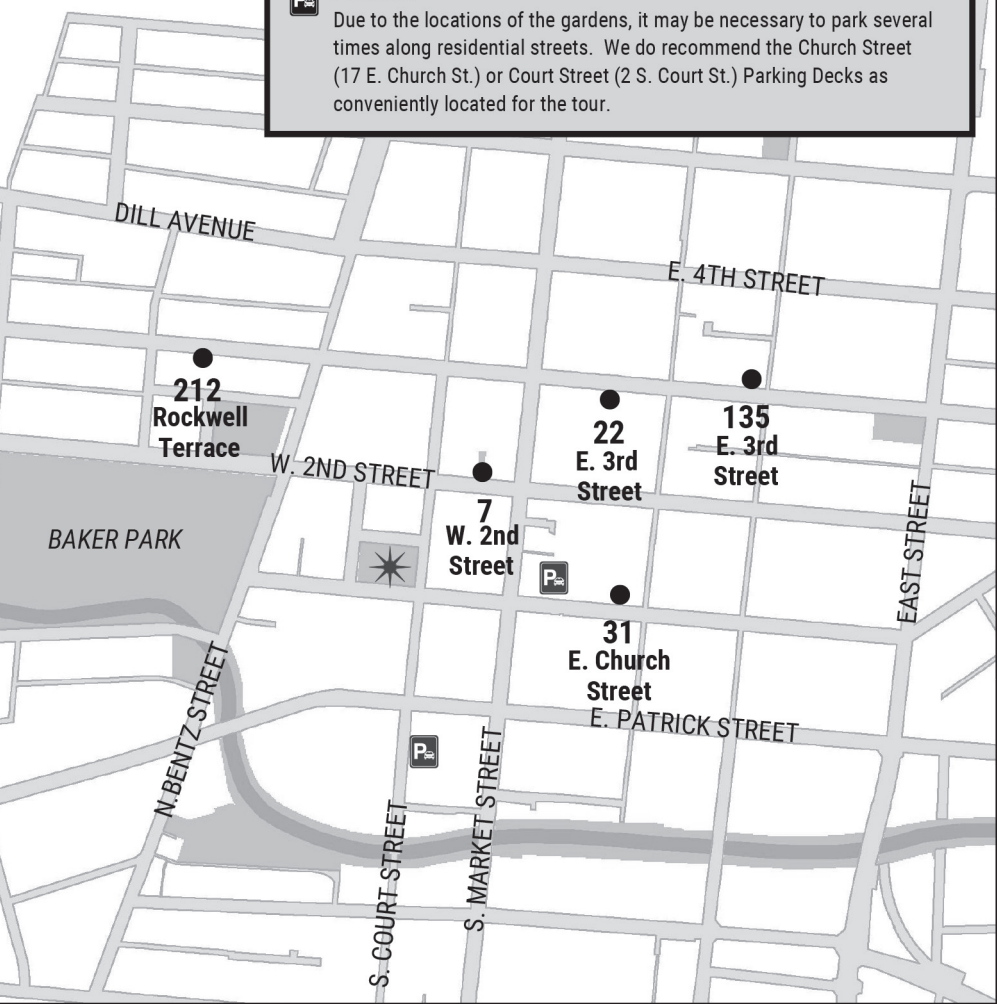 P
Due to the locations of the gardens, it may be necessary to park several
times along residential streets. We do recommend the Church Street
(17 E. Church St.) or Court Street (2 S. Court St.) Parking Decks as
conveniently located for the tour.
DILL AVENUE
E. 4TH STREET
212
Rockwell
Terrace
135
E. 3rd
Street
22
E. 3rd
Street
W. 2ND STREET
7
W. 2nd
Street
BAKER PARK
EAST STREET
P
31
E. Church
Street
E. PATRICK STREET
N. BENTZ STREET
P
S. COURT STREET
S. MARKET STREET